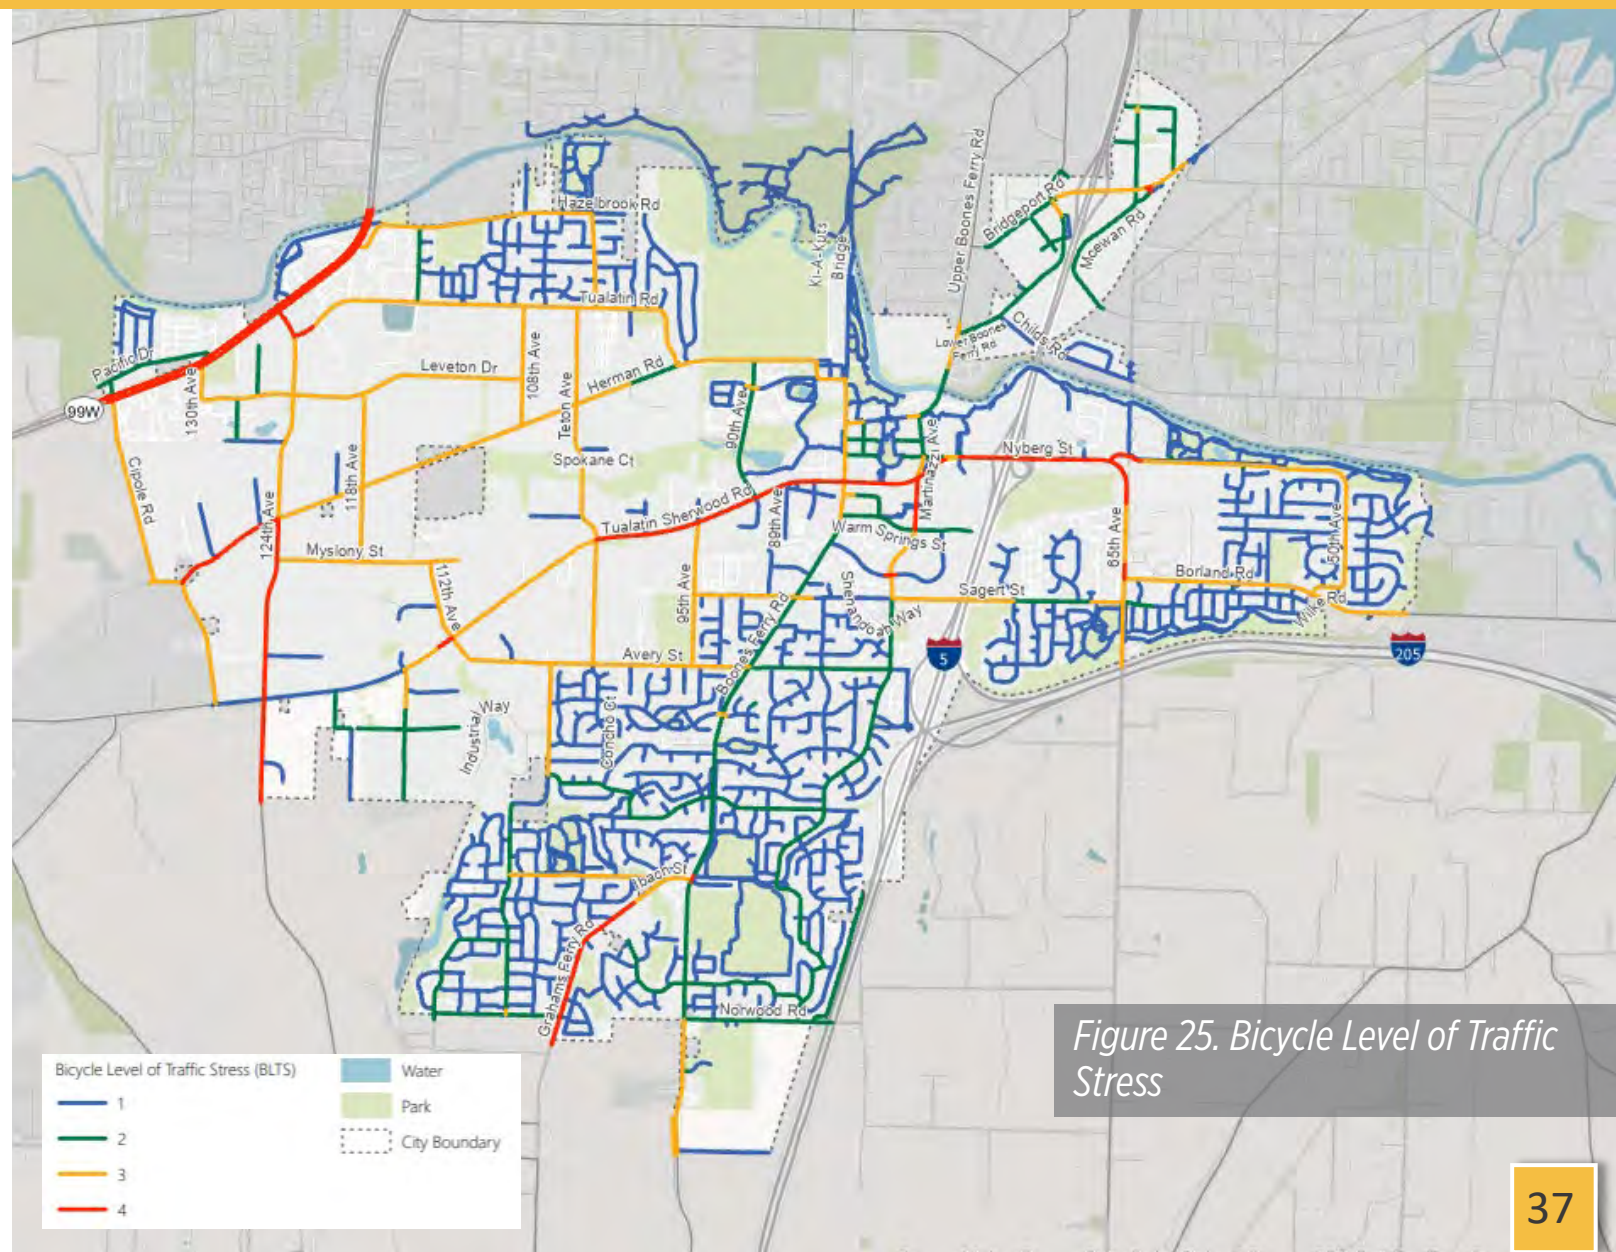 Hazelbrook Rd
Ki-A-Kuts
Bridge
Upper Boones Ferry Rd
Bridgeport Rd
Mcewan Rd
Tualatin Rd
Lower Boones
Ferry Rd
Childs Rd
Pacific Dr
99W
130th Ave
Leveton Dr
108th Ave
Teton Ave
Herman Rd
90th Ave
Martinazzi Ave
Nyberg St
Cipole Rd
118th Ave
124th Ave
Spokane Ct
Tualatin Sherwood Rd
89th Ave
Warm Springs St
65th Ave
50th Ave
Myslony St
112th Ave
95th Ave
Shenandoah Way
Sagert St
Borland Rd
Wilke Rd
Avery St
Boones Ferry Rd
5
205
Industrial Way
Concho Ct
Ibach St
Grahams Ferry Rd
Norwood Rd
Figure 25. Bicycle Level of Traffic
Stress
Bicycle Level of Traffic Stress (BLTS)
1
2
3
4
Water
Park
City Boundary
37